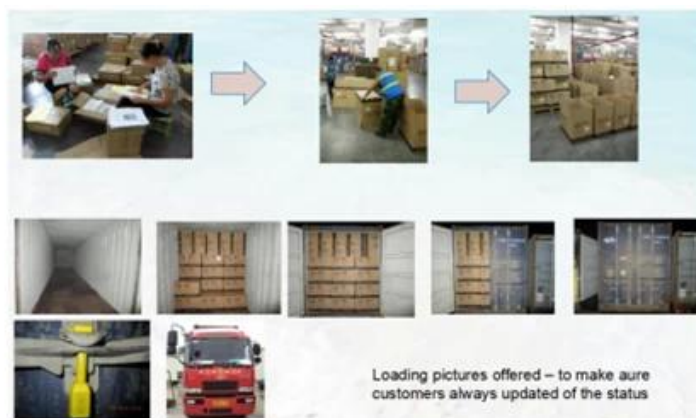 Loading pictures offered – to make aure
customers always updated of the status